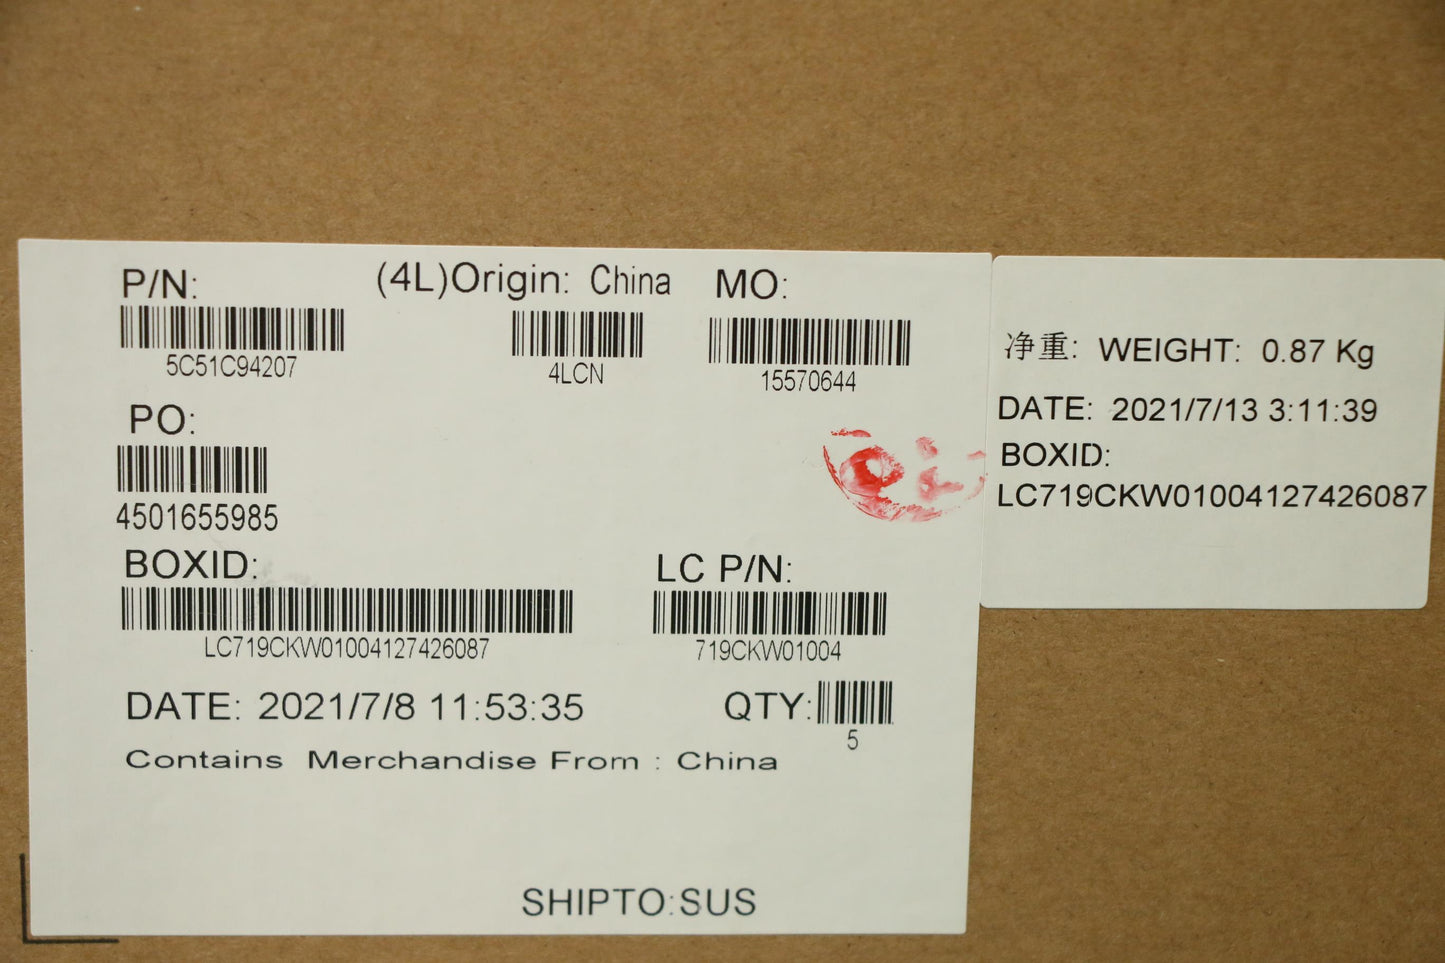 P/N:
(4L)Origin: China
MO:
5C51C94207
4LCN
15570644
PO:
4501655985
BOXID:
LC P/N:
LC719CKW01004127426087
719CKW01004
DATE: 2021/7/8 11:53:35
QTY:
5
Contains Merchandise From : China
SHIPTO:SUS
净重: WEIGHT: 0.87 Kg
DATE: 2021/7/13 3:11:39
BOXID:
LC719CKW01004127426087